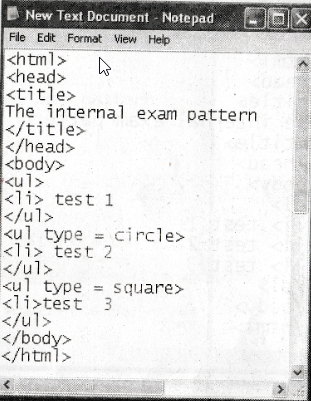 New Text Document - Notepad
File Edit Format View Help
<html>
<head>
<title>
The internal exam pattern
</title>
</head>
<body>
<ul>
<li> test 1
</ul>
<ul type = circle>
<li> test 2
</ul>
<ul type = square>
<li>test  3
</ul>
</body>
</html>